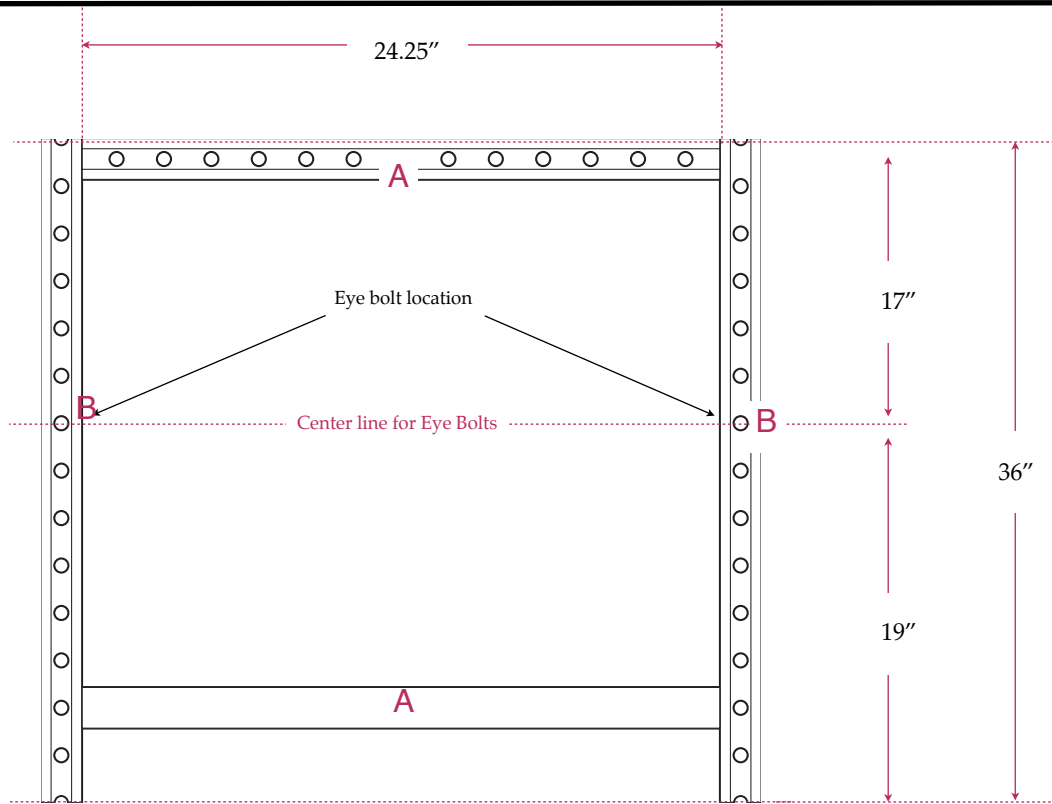 24.25″
A
Eye bolt location
17″
B
Center line for Eye Bolts
B
36″
19″
A